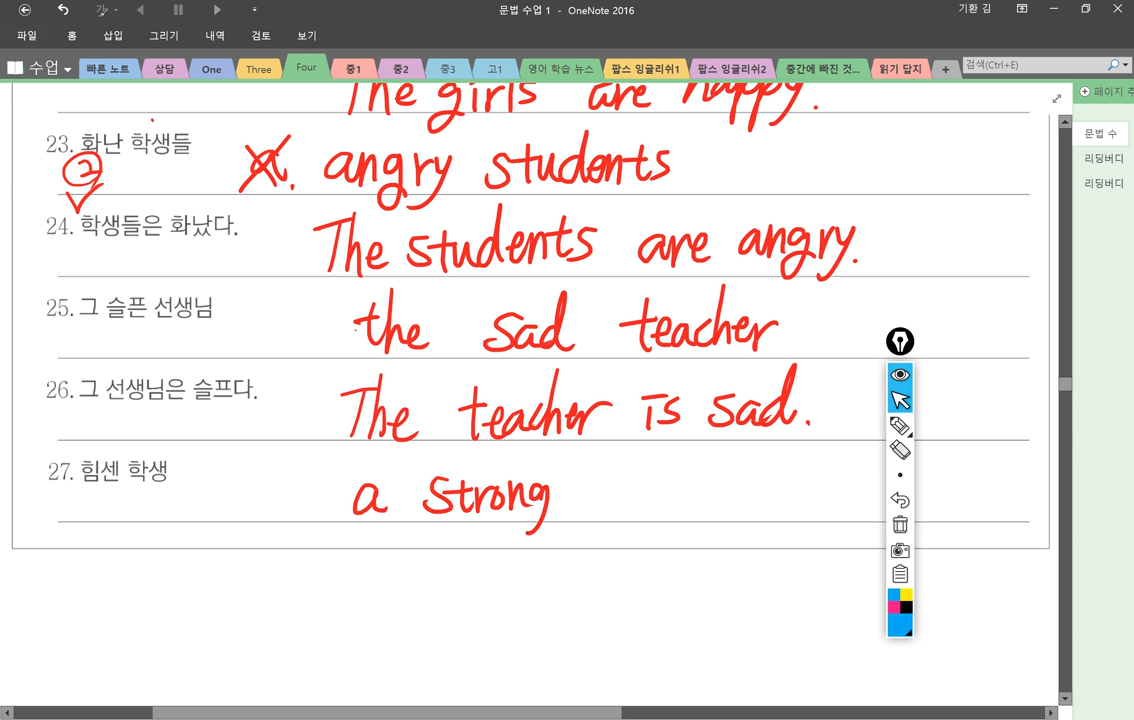 문법 수업 1 - OneNote 2016
기환 김
파일 홈 삽입 그리기 내역 검토 보기
수업 빠른 노트 상담 One Three Four 중1 중2 중3 고1 영어 학습 뉴스 팝스 잉글리쉬1 팝스 잉글리쉬2 중간에 빠진 것... 읽기 답지 + 검색(Ctrl+E)
페이지 추
문법 수
리딩버디
리딩버디
The girls are happy.
23. 화난 학생들 a. angry students
2
24. 학생들은 화났다. The students are angry.
25. 그 슬픈 선생님 the sad teacher
26. 그 선생님은 슬프다. The teacher is sad.
27. 힘센 학생 a strong